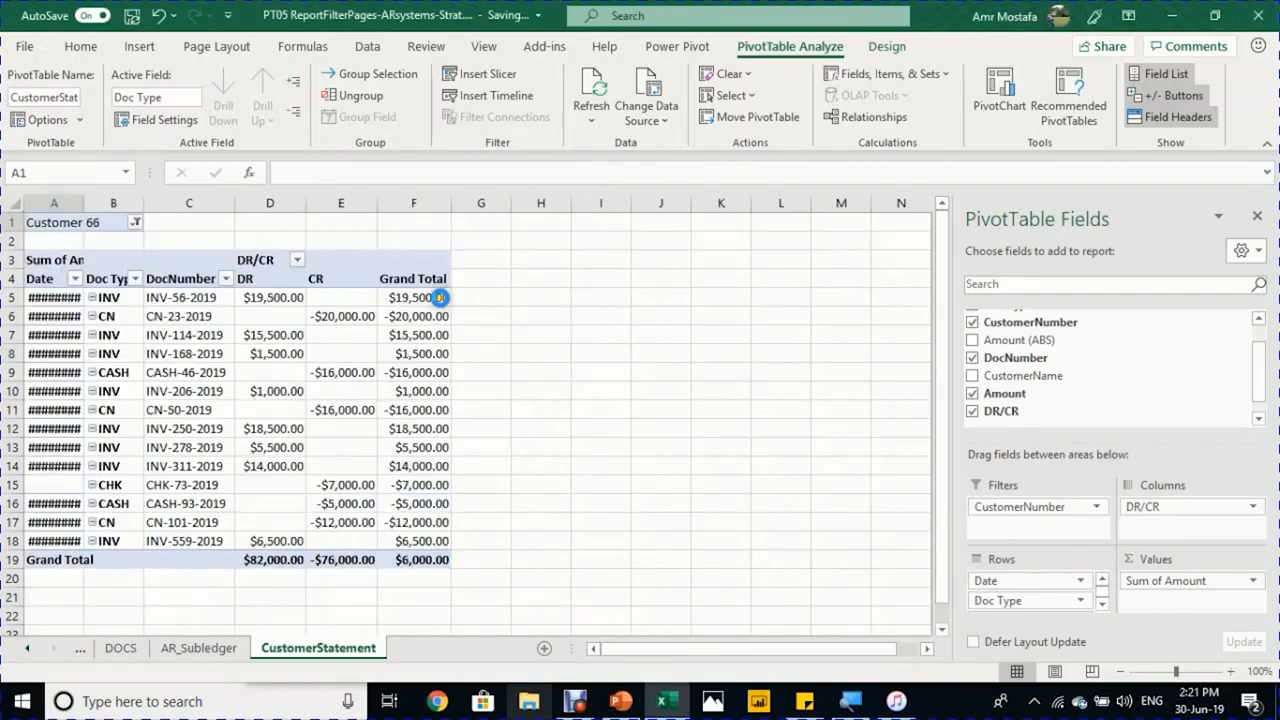 AutoSave On PT05 ReportFilterPages-ARsystems-Strat.... - Saving... Search Amr Mostafa
File Home Insert Page Layout Formulas Data Review View Add-ins Help Power Pivot PivotTable Analyze Design Share Comments
PivotTable Name: Active Field: Group Selection Insert Slicer Clear Fields, Items, & Sets Field List
CustomerStat Doc Type Drill Down Drill Up Ungroup Insert Timeline Refresh Change Data Source Select OLAP Tools PivotChart Recommended PivotTables +/- Buttons
Options Field Settings Group Field Filter Connections Move PivotTable Relationships Field Headers
PivotTable Active Field Group Filter Data Actions Calculations Tools Show
A1 fx
A B C D E F G H I J K L M N
1 Customer 66
2
3 Sum of An DR/CR
4 Date Doc Typ DocNumber DR CR Grand Total
5 ######## INV INV-56-2019 $19,500.00 $19,500
6 ######## CN CN-23-2019 -$20,000.00 -$20,000.00
7 ######## INV INV-114-2019 $15,500.00 $15,500.00
8 ######## INV INV-168-2019 $1,500.00 $1,500.00
9 ######## CASH CASH-46-2019 -$16,000.00 -$16,000.00
10 ######## INV INV-206-2019 $1,000.00 $1,000.00
11 ######## CN CN-50-2019 -$16,000.00 -$16,000.00
12 ######## INV INV-250-2019 $18,500.00 $18,500.00
13 ######## INV INV-278-2019 $5,500.00 $5,500.00
14 ######## INV INV-311-2019 $14,000.00 $14,000.00
15 CHK CHK-73-2019 -$7,000.00 -$7,000.00
16 ######## CASH CASH-93-2019 -$5,000.00 -$5,000.00
17 ######## CN CN-101-2019 -$12,000.00 -$12,000.00
18 ######## INV INV-559-2019 $6,500.00 $6,500.00
19 Grand Total $82,000.00 -$76,000.00 $6,000.00
20
21
22
23
PivotTable Fields
Choose fields to add to report:
Search
CustomerNumber
Amount (ABS)
DocNumber
CustomerName
Amount
DR/CR
Drag fields between areas below:
Filters Columns
CustomerNumber DR/CR
Rows Σ Values
Date Sum of Amount
Doc Type
Defer Layout Update Update
... DOCS AR_Subledger CustomerStatement
100%
Type here to search ENG 2:21 PM
30-Jun-19 2